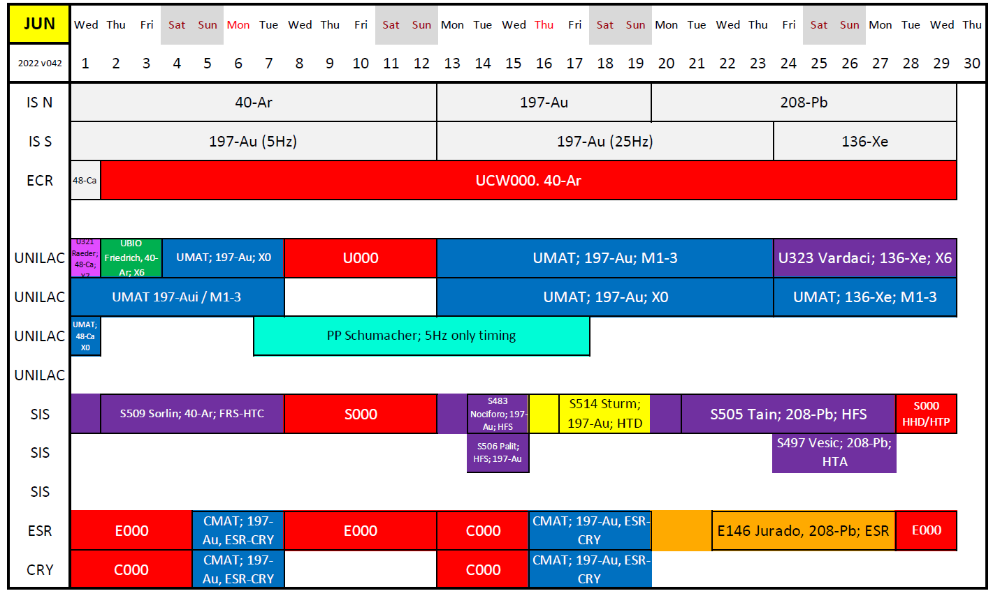 JUN Wed Thu Fri Sat Sun Mon Tue Wed Thu Fri Sat Sun Mon Tue Wed Thu Fri Sat Sun Mon Tue Wed Thu Fri Sat Sun Mon Tue Wed Thu
2022 v042 1 2 3 4 5 6 7 8 9 10 11 12 13 14 15 16 17 18 19 20 21 22 23 24 25 26 27 28 29 30
IS N 40-Ar 197-Au 208-Pb
IS S 197-Au (5Hz) 197-Au (25Hz) 136-Xe
ECR 48-Ca UCW000. 40-Ar
UNILAC
U321
Raeder;
48-Ca;
X7
UBIO
Friedrich, 40-
Ar; X6
UMAT; 197-Au; X0
U000
UMAT; 197-Au; M1-3
U323 Vardaci; 136-Xe; X6
UNILAC UMAT 197-Aui / M1-3 UMAT; 197-Au; X0 UMAT; 136-Xe; M1-3
UNILAC
UMAT;
48-Ca
X0
PP Schumacher; 5Hz only timing
UNILAC
SIS
S509 Sorlin; 40-Ar; FRS-HTC
S000
S483
Nociforo; 197-
Au; HFS
S514 Sturm;
197-Au; HTD
S505 Tain; 208-Pb; HFS
S000
HHD/HTP
SIS
S506 Palit;
HFS; 197-Au
S497 Vesic; 208-Pb;
HTA
SIS
ESR
E000
CMAT; 197-
Au, ESR-CRY
E000
C000
CMAT; 197-Au, ESR-
CRY
E146 Jurado, 208-Pb; ESR
E000
CRY
C000
CMAT; 197-
Au, ESR-CRY
C000
CMAT; 197-Au, ESR-
CRY